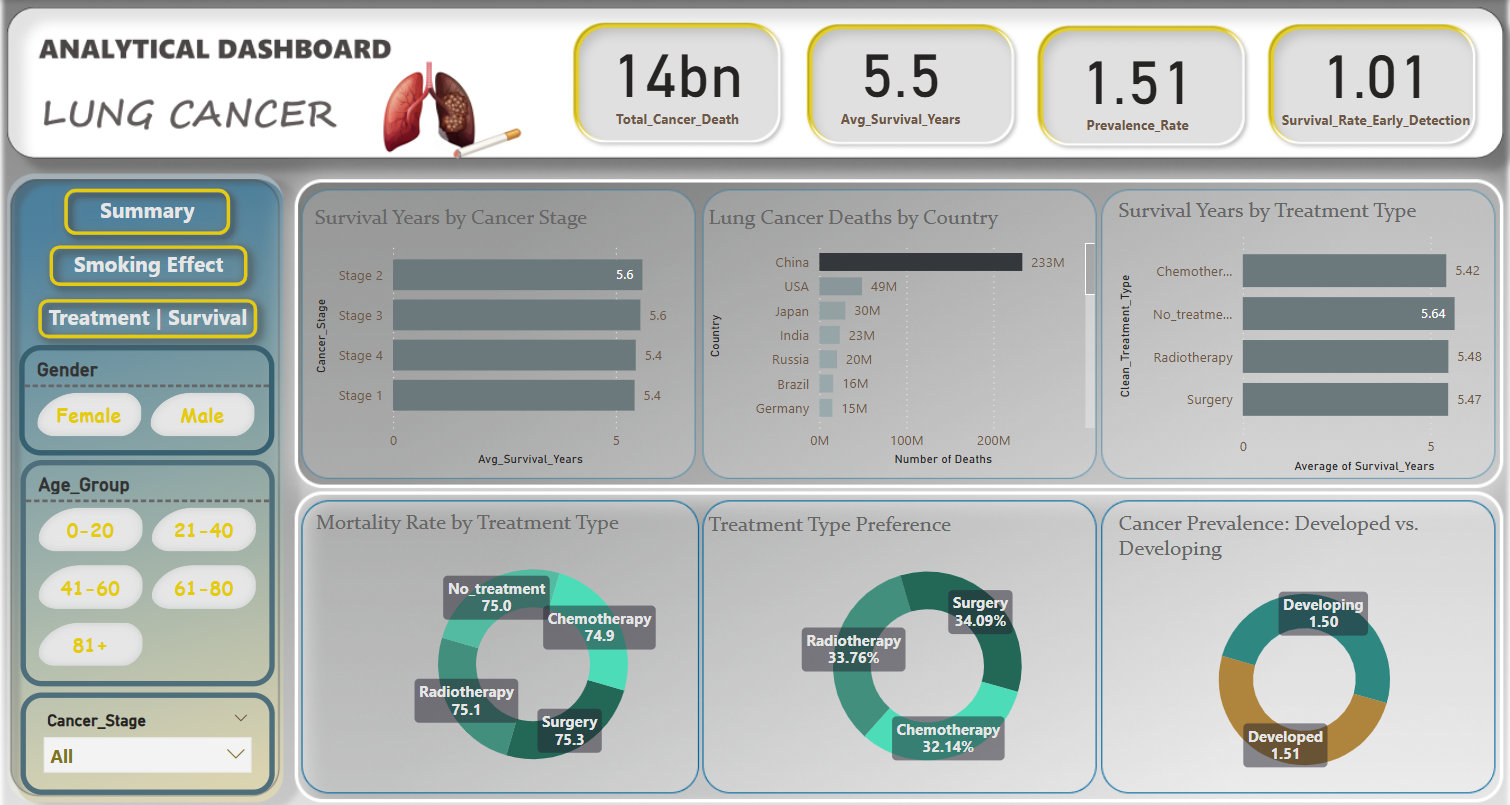 ANALYTICAL DASHBOARD
LUNG CANCER
14bn
Total_Cancer_Death
5.5
Avg_Survival_Years
1.51
Prevalence_Rate
1.01
Survival_Rate_Early_Detection
Summary
Smoking Effect
Treatment | Survival
Gender
Female
Male
Age_Group
0-20
21-40
41-60
61-80
81+
Cancer_Stage
All
Survival Years by Cancer Stage
Cancer_Stage
Stage 2
5.6
Stage 3
5.6
Stage 4
5.4
Stage 1
5.4
0
5
Avg_Survival_Years
Lung Cancer Deaths by Country
Country
China
233M
USA
49M
Japan
30M
India
23M
Russia
20M
Brazil
16M
Germany
15M
0M
100M
200M
Number of Deaths
Survival Years by Treatment Type
Clean_Treatment_Type
Chemother...
5.42
No_treatme...
5.64
Radiotherapy
5.48
Surgery
5.47
0
5
Average of Survival_Years
Mortality Rate by Treatment Type
No_treatment
75.0
Chemotherapy
74.9
Radiotherapy
75.1
Surgery
75.3
Treatment Type Preference
Surgery
34.09%
Radiotherapy
33.76%
Chemotherapy
32.14%
Cancer Prevalence: Developed vs.
Developing
Developing
1.50
Developed
1.51